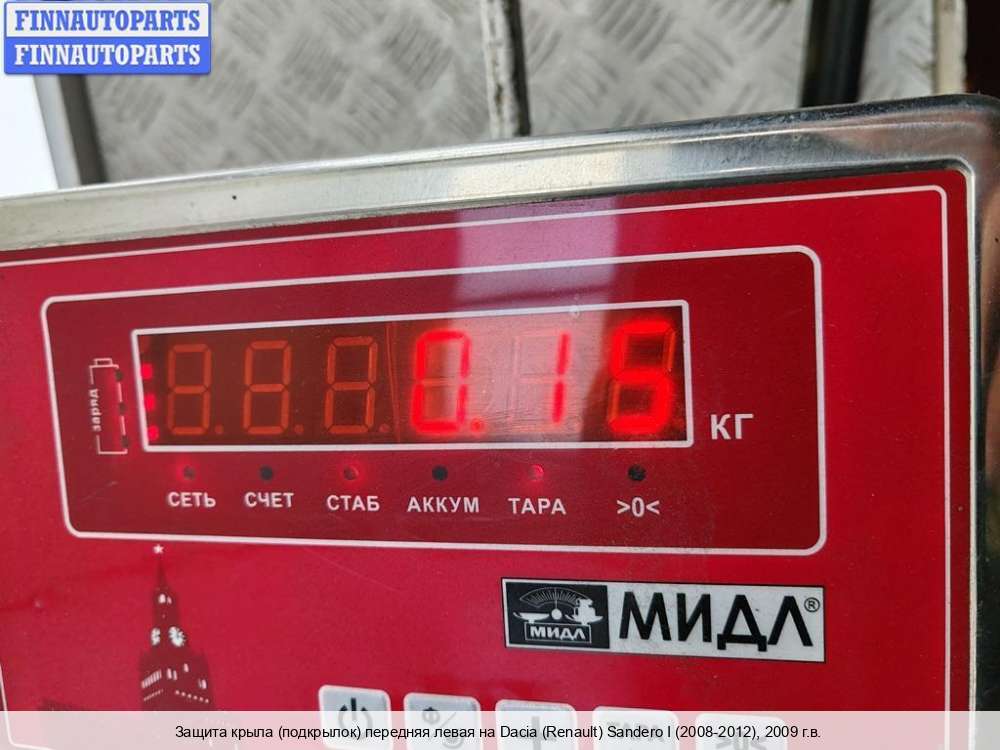 FINNAUTOPARTS
FINNAUTOPARTS
заряд
0.15
КГ
СЕТЬ СЧЕТ СТАБ АККУМ ТАРА >0<
МИДЛ МИДЛ®
Защита крыла (подкрылок) передняя левая на Dacia (Renault) Sandero I (2008-2012), 2009 г.в.